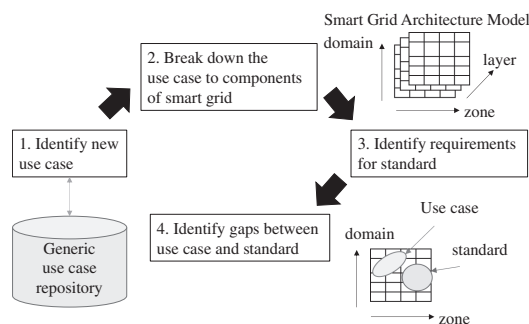 Smart Grid Architecture Model
domain
layer
zone
2. Break down the
use case to components
of smart grid
1. Identify new
use case
3. Identify requirements
for standard
4. Identify gaps between
use case and standard
Generic
use case
repository
Use case
domain
standard
zone